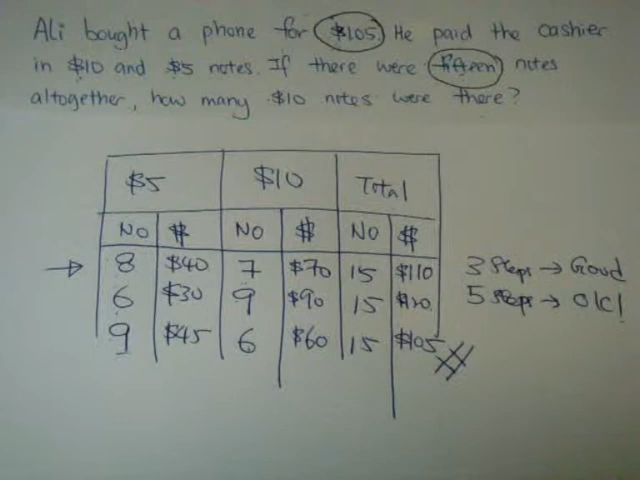 Ali bought a phone for $105. He paid the cashier
in $10 and $5 notes. If there were fifteen notes
altogether, how many $10 notes were there?
$5 $10 Total
NO $ NO $ NO $
8 $40 7 $70 15 $110 3 Steps → Good
6 $30 9 $90 15 $120 5 steps → Ok!
9 $45 6 $60 15 $105